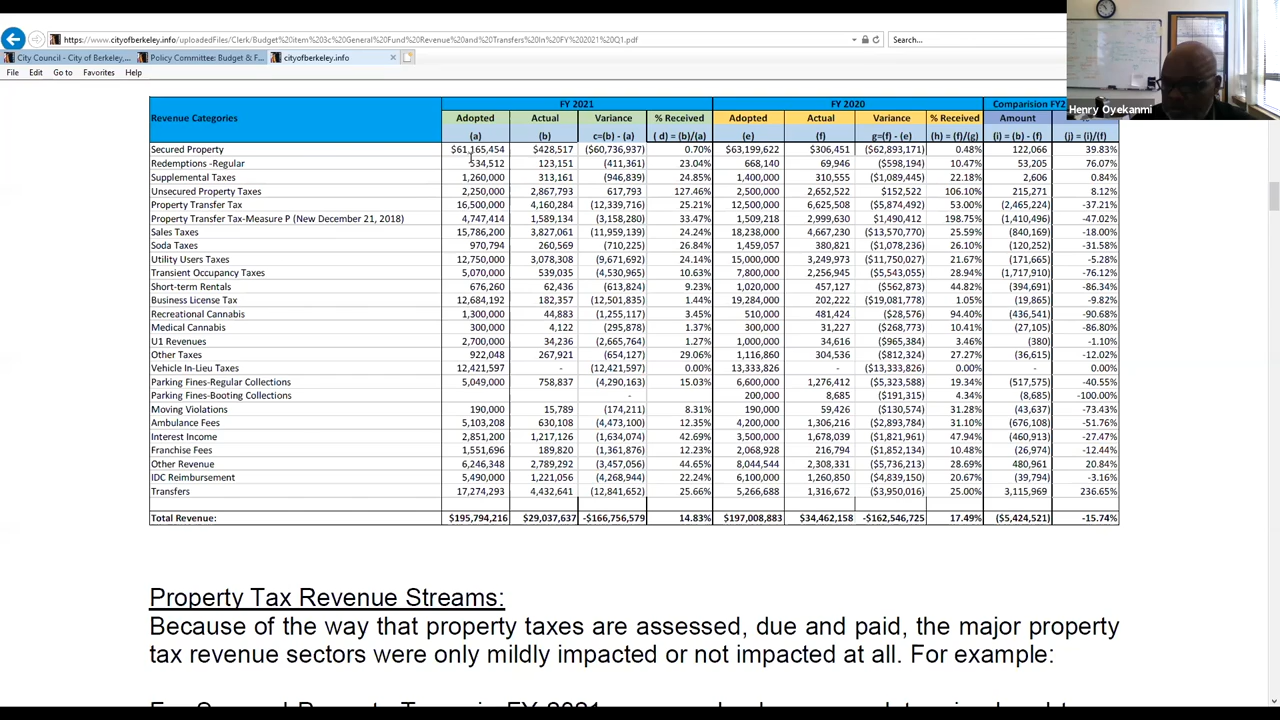 https://www.cityofberkeley.info/uploadedFiles/Clerk/Budget%20item%203c%20General%20Fund%20Revenue%20and%20Transfers%20In%20FY%202021%20Q1.pdf
Search...
City Council - City of Berkeley,...
Policy Committee: Budget & F...
cityofberkeley.info
File Edit Go to Favorites Help
Henry Oyekanmi
FY 2021 FY 2020 Comparision FY2
Revenue Categories Adopted Actual Variance % Received Adopted Actual Variance % Received Amount
(a) (b) c=(b) - (a) ( d) = (b)/(a) (e) (f) g=(f) - (e) (h) = (f)/(g) (i) = (b) - (f) (j) = (i)/(f)
Secured Property $61,165,454 $428,517 ($60,736,937) 0.70% $63,199,622 $306,451 ($62,893,171) 0.48% 122,066 39.83%
Redemptions -Regular 534,512 123,151 (411,361) 23.04% 668,140 69,946 ($598,194) 10.47% 53,205 76.07%
Supplemental Taxes 1,260,000 313,161 (946,839) 24.85% 1,400,000 310,555 ($1,089,445) 22.18% 2,606 0.84%
Unsecured Property Taxes 2,250,000 2,867,793 617,793 127.46% 2,500,000 2,652,522 $152,522 106.10% 215,271 8.12%
Property Transfer Tax 16,500,000 4,160,284 (12,339,716) 25.21% 12,500,000 6,625,508 ($5,874,492) 53.00% (2,465,224) -37.21%
Property Transfer Tax-Measure P (New December 21, 2018) 4,747,414 1,589,134 (3,158,280) 33.47% 1,509,218 2,999,630 $1,490,412 198.75% (1,410,496) -47.02%
Sales Taxes 15,786,200 3,827,061 (11,959,139) 24.24% 18,238,000 4,667,230 ($13,570,770) 25.59% (840,169) -18.00%
Soda Taxes 970,794 260,569 (710,225) 26.84% 1,459,057 380,821 ($1,078,236) 26.10% (120,252) -31.58%
Utility Users Taxes 12,750,000 3,078,308 (9,671,692) 24.14% 15,000,000 3,249,973 ($11,750,027) 21.67% (171,665) -5.28%
Transient Occupancy Taxes 5,070,000 539,035 (4,530,965) 10.63% 7,800,000 2,256,945 ($5,543,055) 28.94% (1,717,910) -76.12%
Short-term Rentals 676,260 62,436 (613,824) 9.23% 1,020,000 457,127 ($562,873) 44.82% (394,691) -86.34%
Business License Tax 12,684,192 182,357 (12,501,835) 1.44% 19,284,000 202,222 ($19,081,778) 1.05% (19,865) -9.82%
Recreational Cannabis 1,300,000 44,883 (1,255,117) 3.45% 510,000 481,424 ($28,576) 94.40% (436,541) -90.68%
Medical Cannabis 300,000 4,122 (295,878) 1.37% 300,000 31,227 ($268,773) 10.41% (27,105) -86.80%
U1 Revenues 2,700,000 34,236 (2,665,764) 1.27% 1,000,000 34,616 ($965,384) 3.46% (380) -1.10%
Other Taxes 922,048 267,921 (654,127) 29.06% 1,116,860 304,536 ($812,324) 27.27% (36,615) -12.02%
Vehicle In-Lieu Taxes 12,421,597 - (12,421,597) 0.00% 13,333,826 - ($13,333,826) 0.00% - 0.00%
Parking Fines-Regular Collections 5,049,000 758,837 (4,290,163) 15.03% 6,600,000 1,276,412 ($5,323,588) 19.34% (517,575) -40.55%
Parking Fines-Booting Collections - 200,000 8,685 ($191,315) 4.34% (8,685) -100.00%
Moving Violations 190,000 15,789 (174,211) 8.31% 190,000 59,426 ($130,574) 31.28% (43,637) -73.43%
Ambulance Fees 5,103,208 630,108 (4,473,100) 12.35% 4,200,000 1,306,216 ($2,893,784) 31.10% (676,108) -51.76%
Interest Income 2,851,200 1,217,126 (1,634,074) 42.69% 3,500,000 1,678,039 ($1,821,961) 47.94% (460,913) -27.47%
Franchise Fees 1,551,696 189,820 (1,361,876) 12.23% 2,068,928 216,794 ($1,852,134) 10.48% (26,974) -12.44%
Other Revenue 6,246,348 2,789,292 (3,457,056) 44.65% 8,044,544 2,308,331 ($5,736,213) 28.69% 480,961 20.84%
IDC Reimbursement 5,490,000 1,221,056 (4,268,944) 22.24% 6,100,000 1,260,850 ($4,839,150) 20.67% (39,794) -3.16%
Transfers 17,274,293 4,432,641 (12,841,652) 25.66% 5,266,688 1,316,672 ($3,950,016) 25.00% 3,115,969 236.65%
Total Revenue: $195,794,216 $29,037,637 -$166,756,579 14.83% $197,008,883 $34,462,158 -$162,546,725 17.49% ($5,424,521) -15.74%
Property Tax Revenue Streams:
Because of the way that property taxes are assessed, due and paid, the major property
tax revenue sectors were only mildly impacted or not impacted at all. For example: